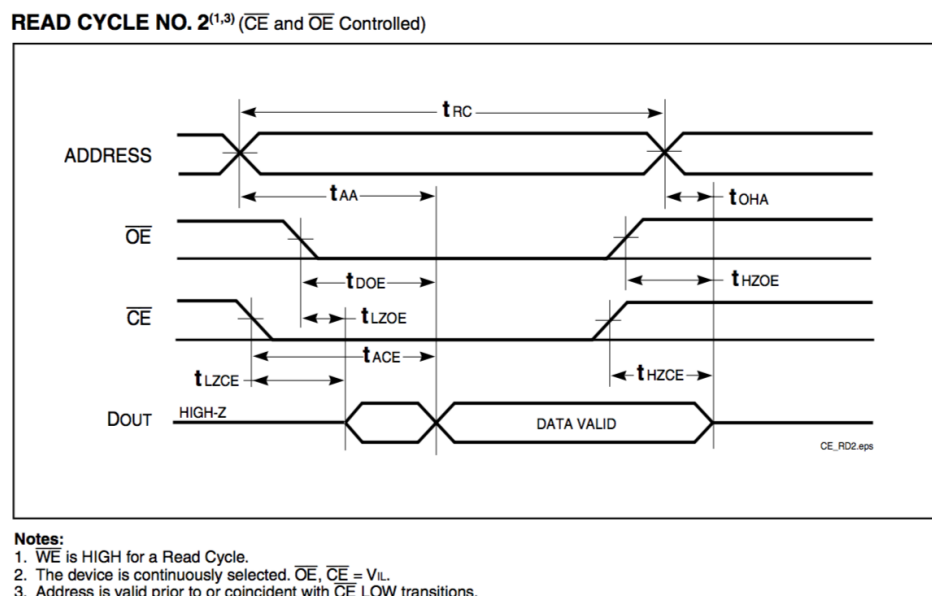 READ CYCLE NO. 2(1,3) (CE and OE Controlled)
tRC
ADDRESS
tAA
tOHA
OE
tDOE
tHZOE
CE
tLZOE
tACE
tLZCE
tHZCE
DOUT
HIGH-Z
DATA VALID
CE_RD2.eps
Notes:
1. WE is HIGH for a Read Cycle.
2. The device is continuously selected. OE, CE = VIL.
3. Address is valid prior to or coincident with CE LOW transitions.